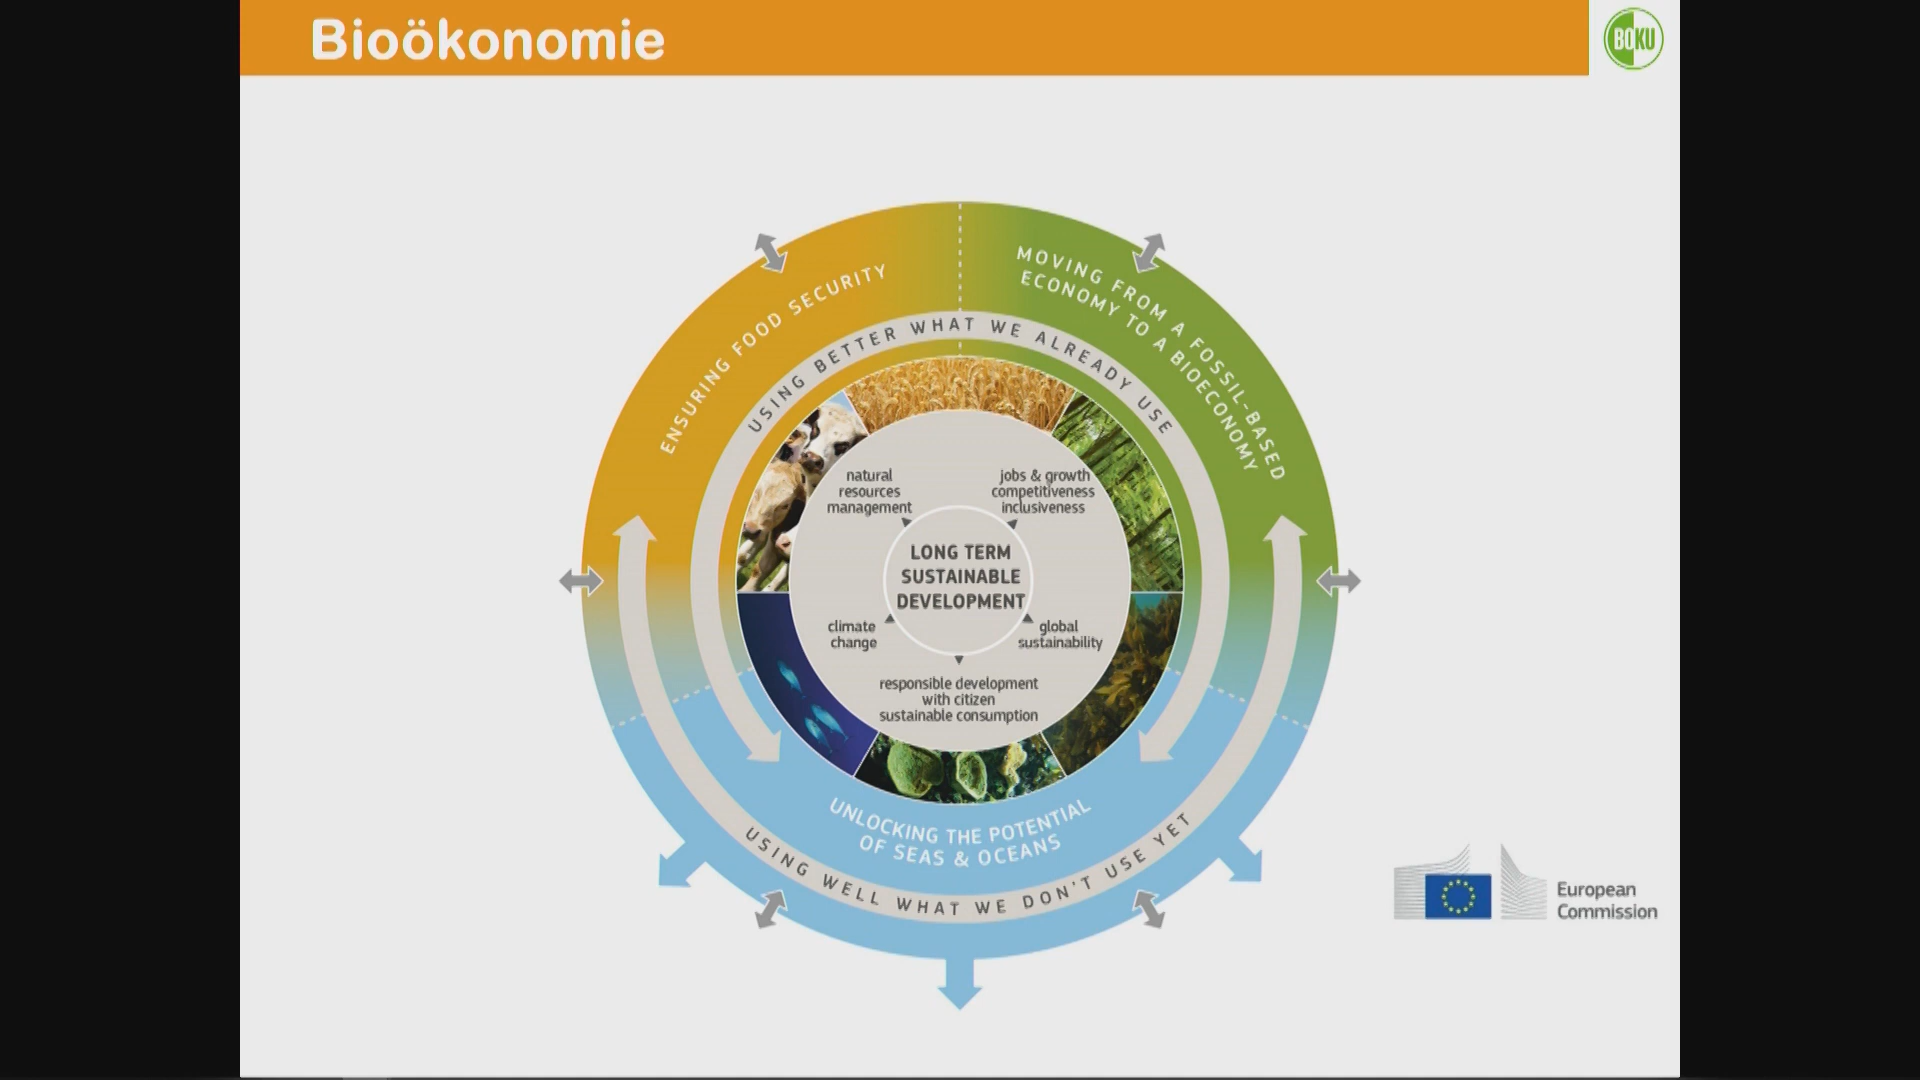 Bioökonomie
BOKU
ENSURING FOOD SECURITY
MOVING FROM A FOSSIL-BASED
ECONOMY TO A BIOECONOMY
USING BETTER WHAT WE ALREADY USE
natural
resources
management
jobs & growth
competitiveness
inclusiveness
LONG TERM
SUSTAINABLE
DEVELOPMENT
climate
change
global
sustainability
responsible development
with citizen
sustainable consumption
UNLOCKING THE POTENTIAL
OF SEAS & OCEANS
USING WELL WHAT WE DON'T USE YET
European
Commission